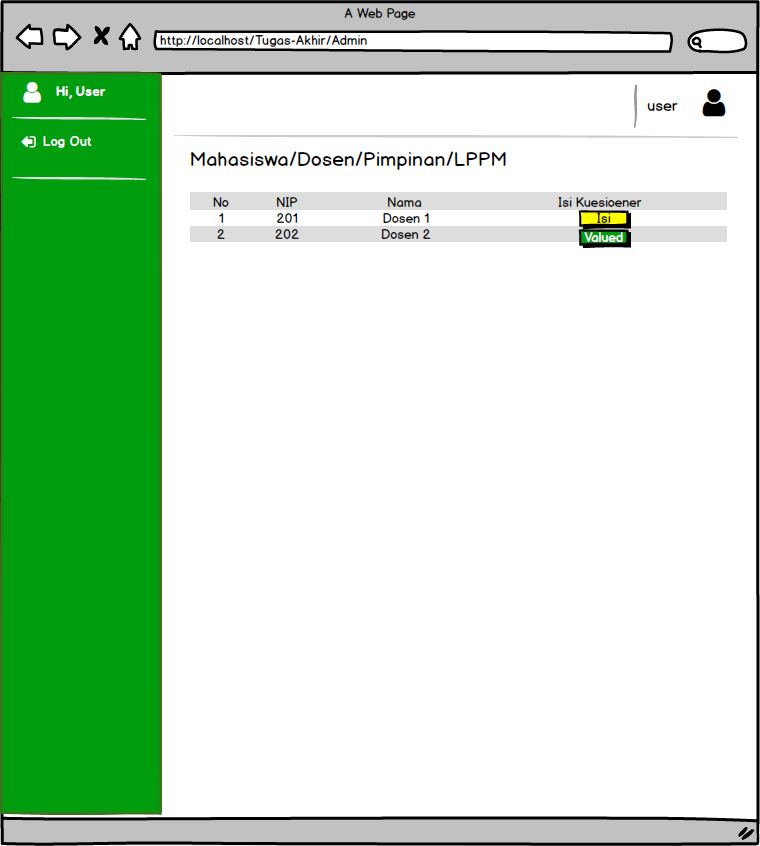 A Web Page
http://localhost/Tugas-Akhir/Admin
Hi, User
Log Out
user
Mahasiswa/Dosen/Pimpinan/LPPM
No NIP Nama Isi Kuesioener
1 201 Dosen 1 Isi
2 202 Dosen 2 Valued